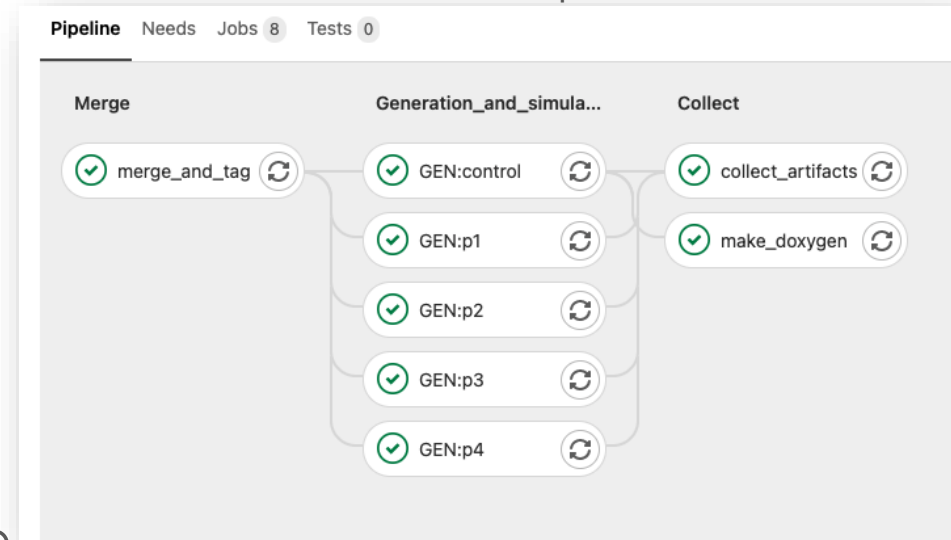 Pipeline Needs Jobs 8 Tests 0
Merge Generation_and_simula... Collect
merge_and_tag GEN:control collect_artifacts
GEN:p1 make_doxygen
GEN:p2
GEN:p3
GEN:p4